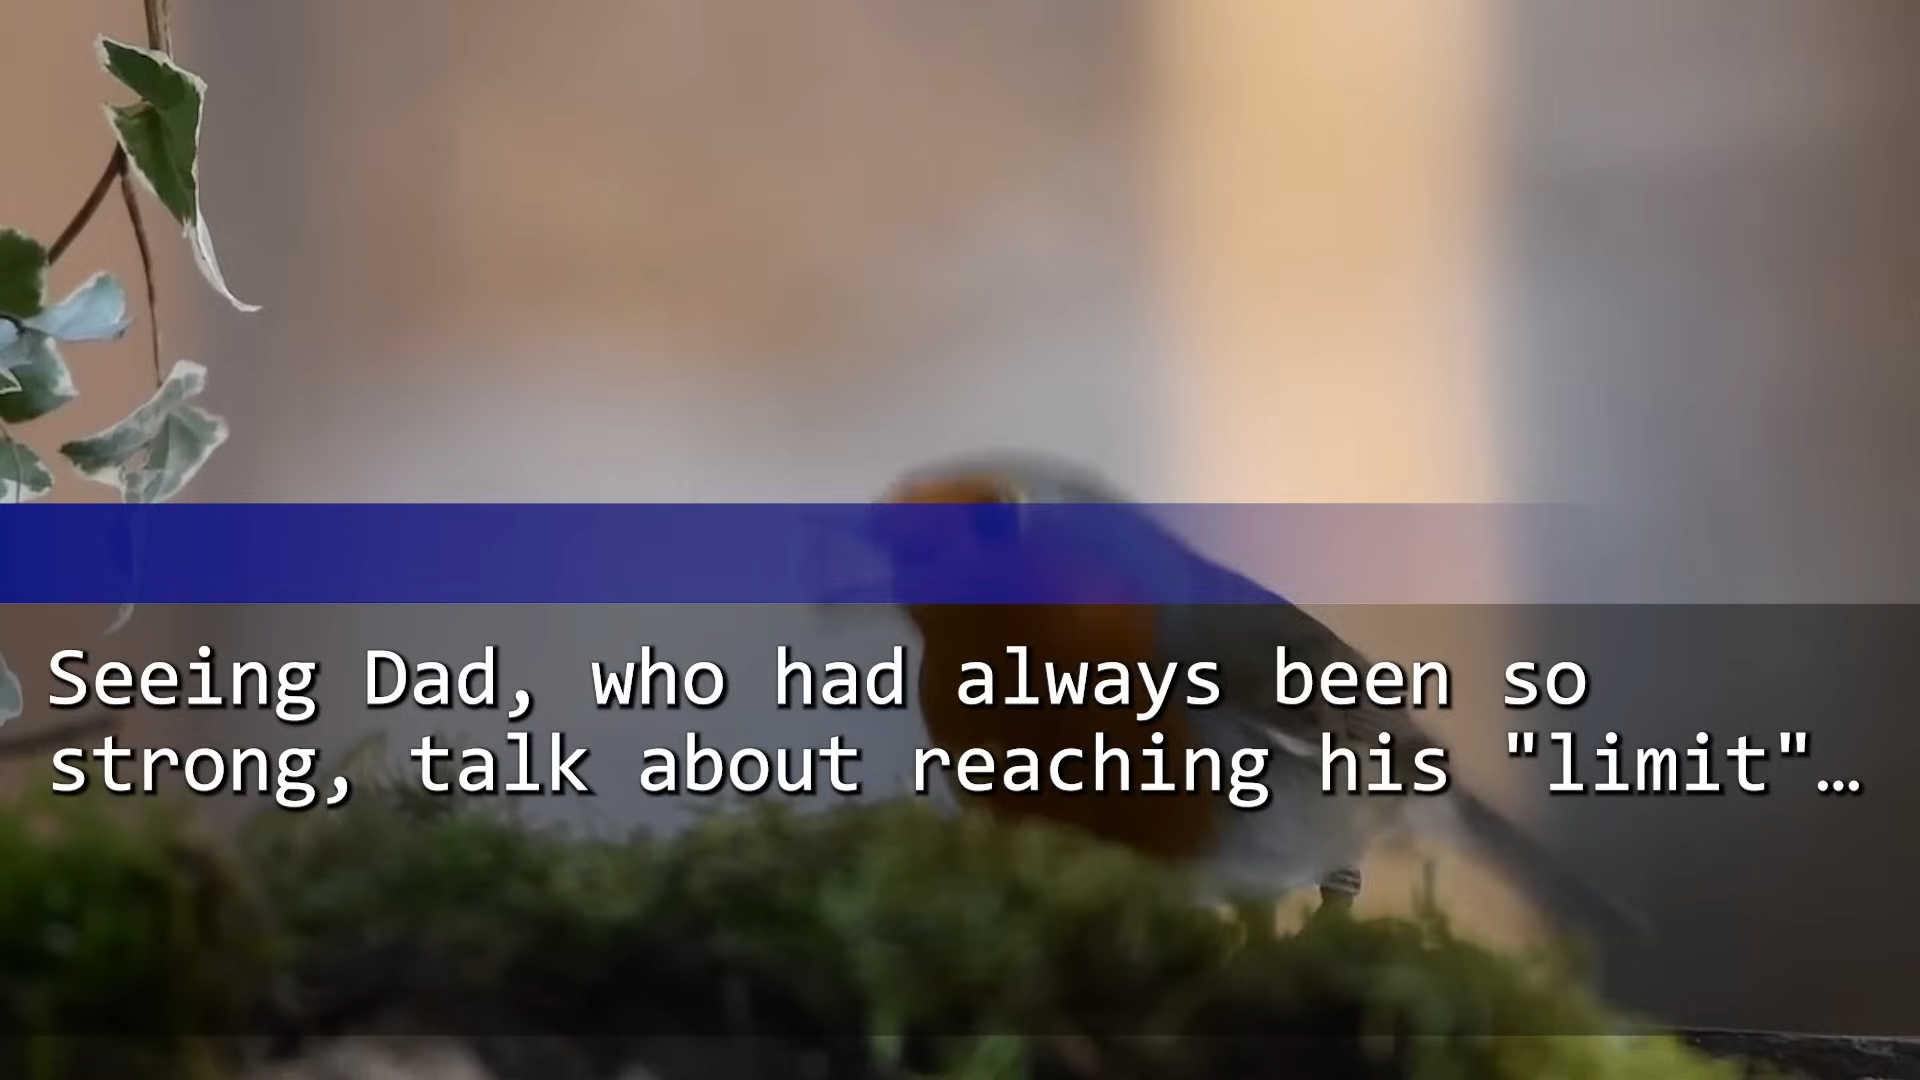 Seeing Dad, who had always been so
strong, talk about reaching his "limit"…